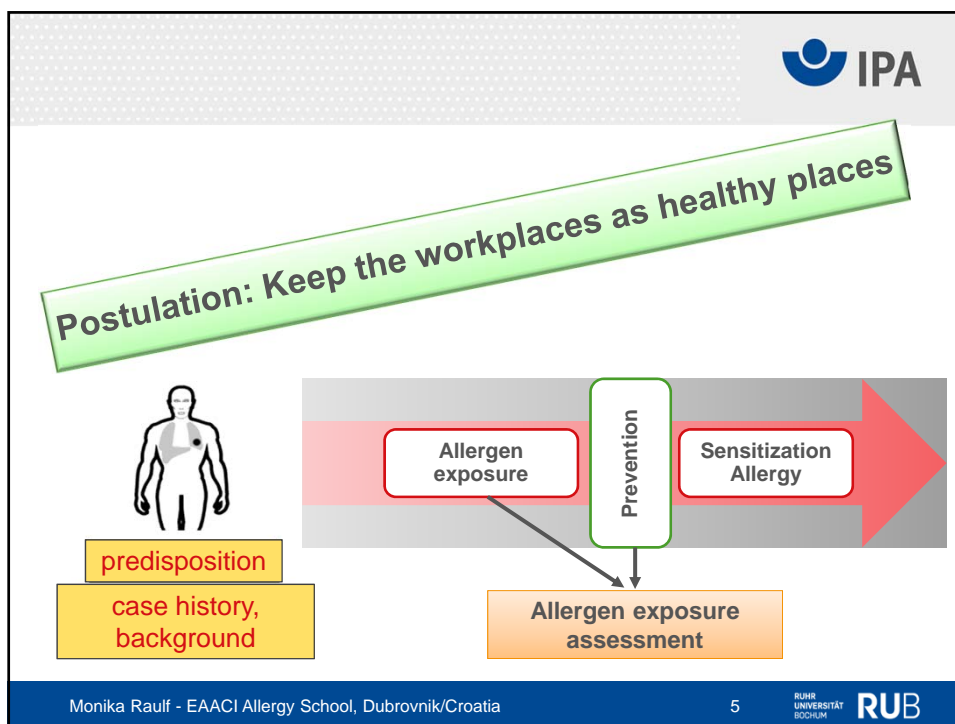 IPA
Postulation: Keep the workplaces as healthy places
Allergen
exposure
Prevention
Sensitization
Allergy
predisposition
case history,
background
Allergen exposure
assessment
Monika Raulf - EAACI Allergy School, Dubrovnik/Croatia
5
RUHR
UNIVERSITÄT
BOCHUM
RUB